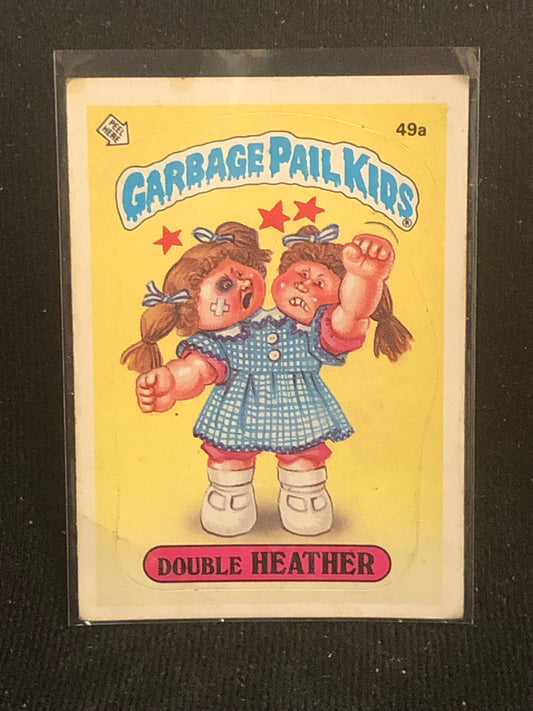 PEEL
HERE
49a
GARBAGE PAIL KIDS®
DOUBLE HEATHER